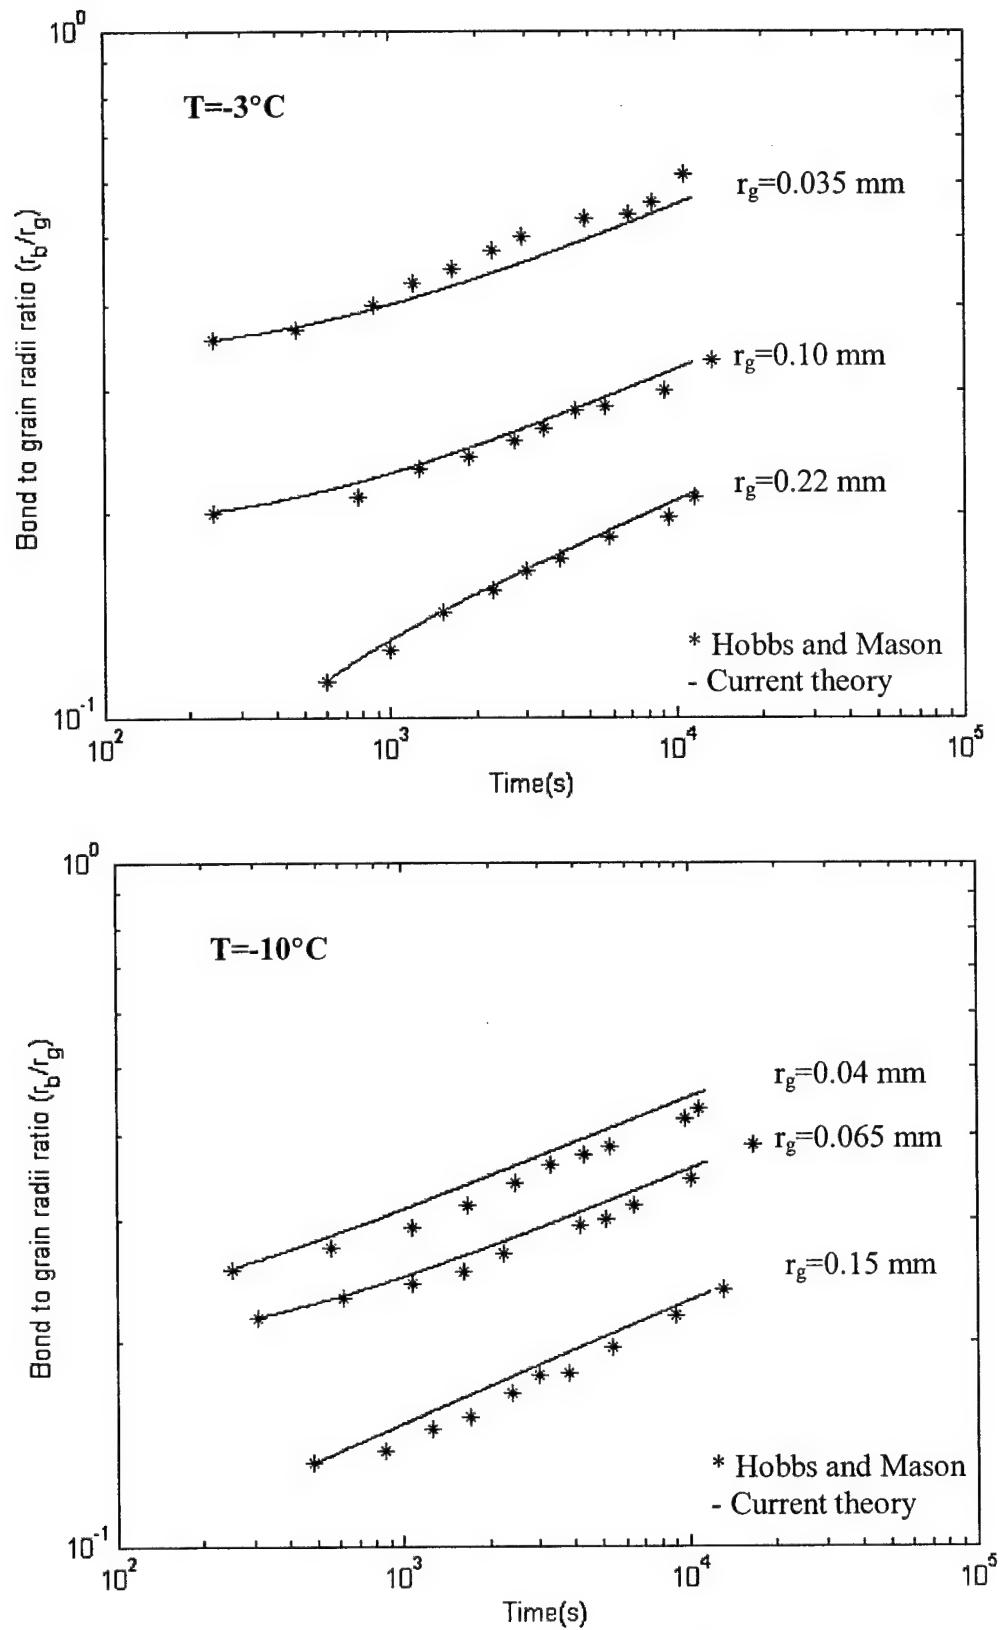 10^0
T=-3°C
r_g=0.035 mm
r_g=0.10 mm
r_g=0.22 mm
* Hobbs and Mason
- Current theory
Bond to grain radii ratio (r_b/r_g)
10^-1
10^2 10^3 10^4 10^5
Time(s)
10^0
T=-10°C
r_g=0.04 mm
r_g=0.065 mm
r_g=0.15 mm
* Hobbs and Mason
- Current theory
Bond to grain radii ratio (r_b/r_g)
10^-1
10^2 10^3 10^4 10^5
Time(s)